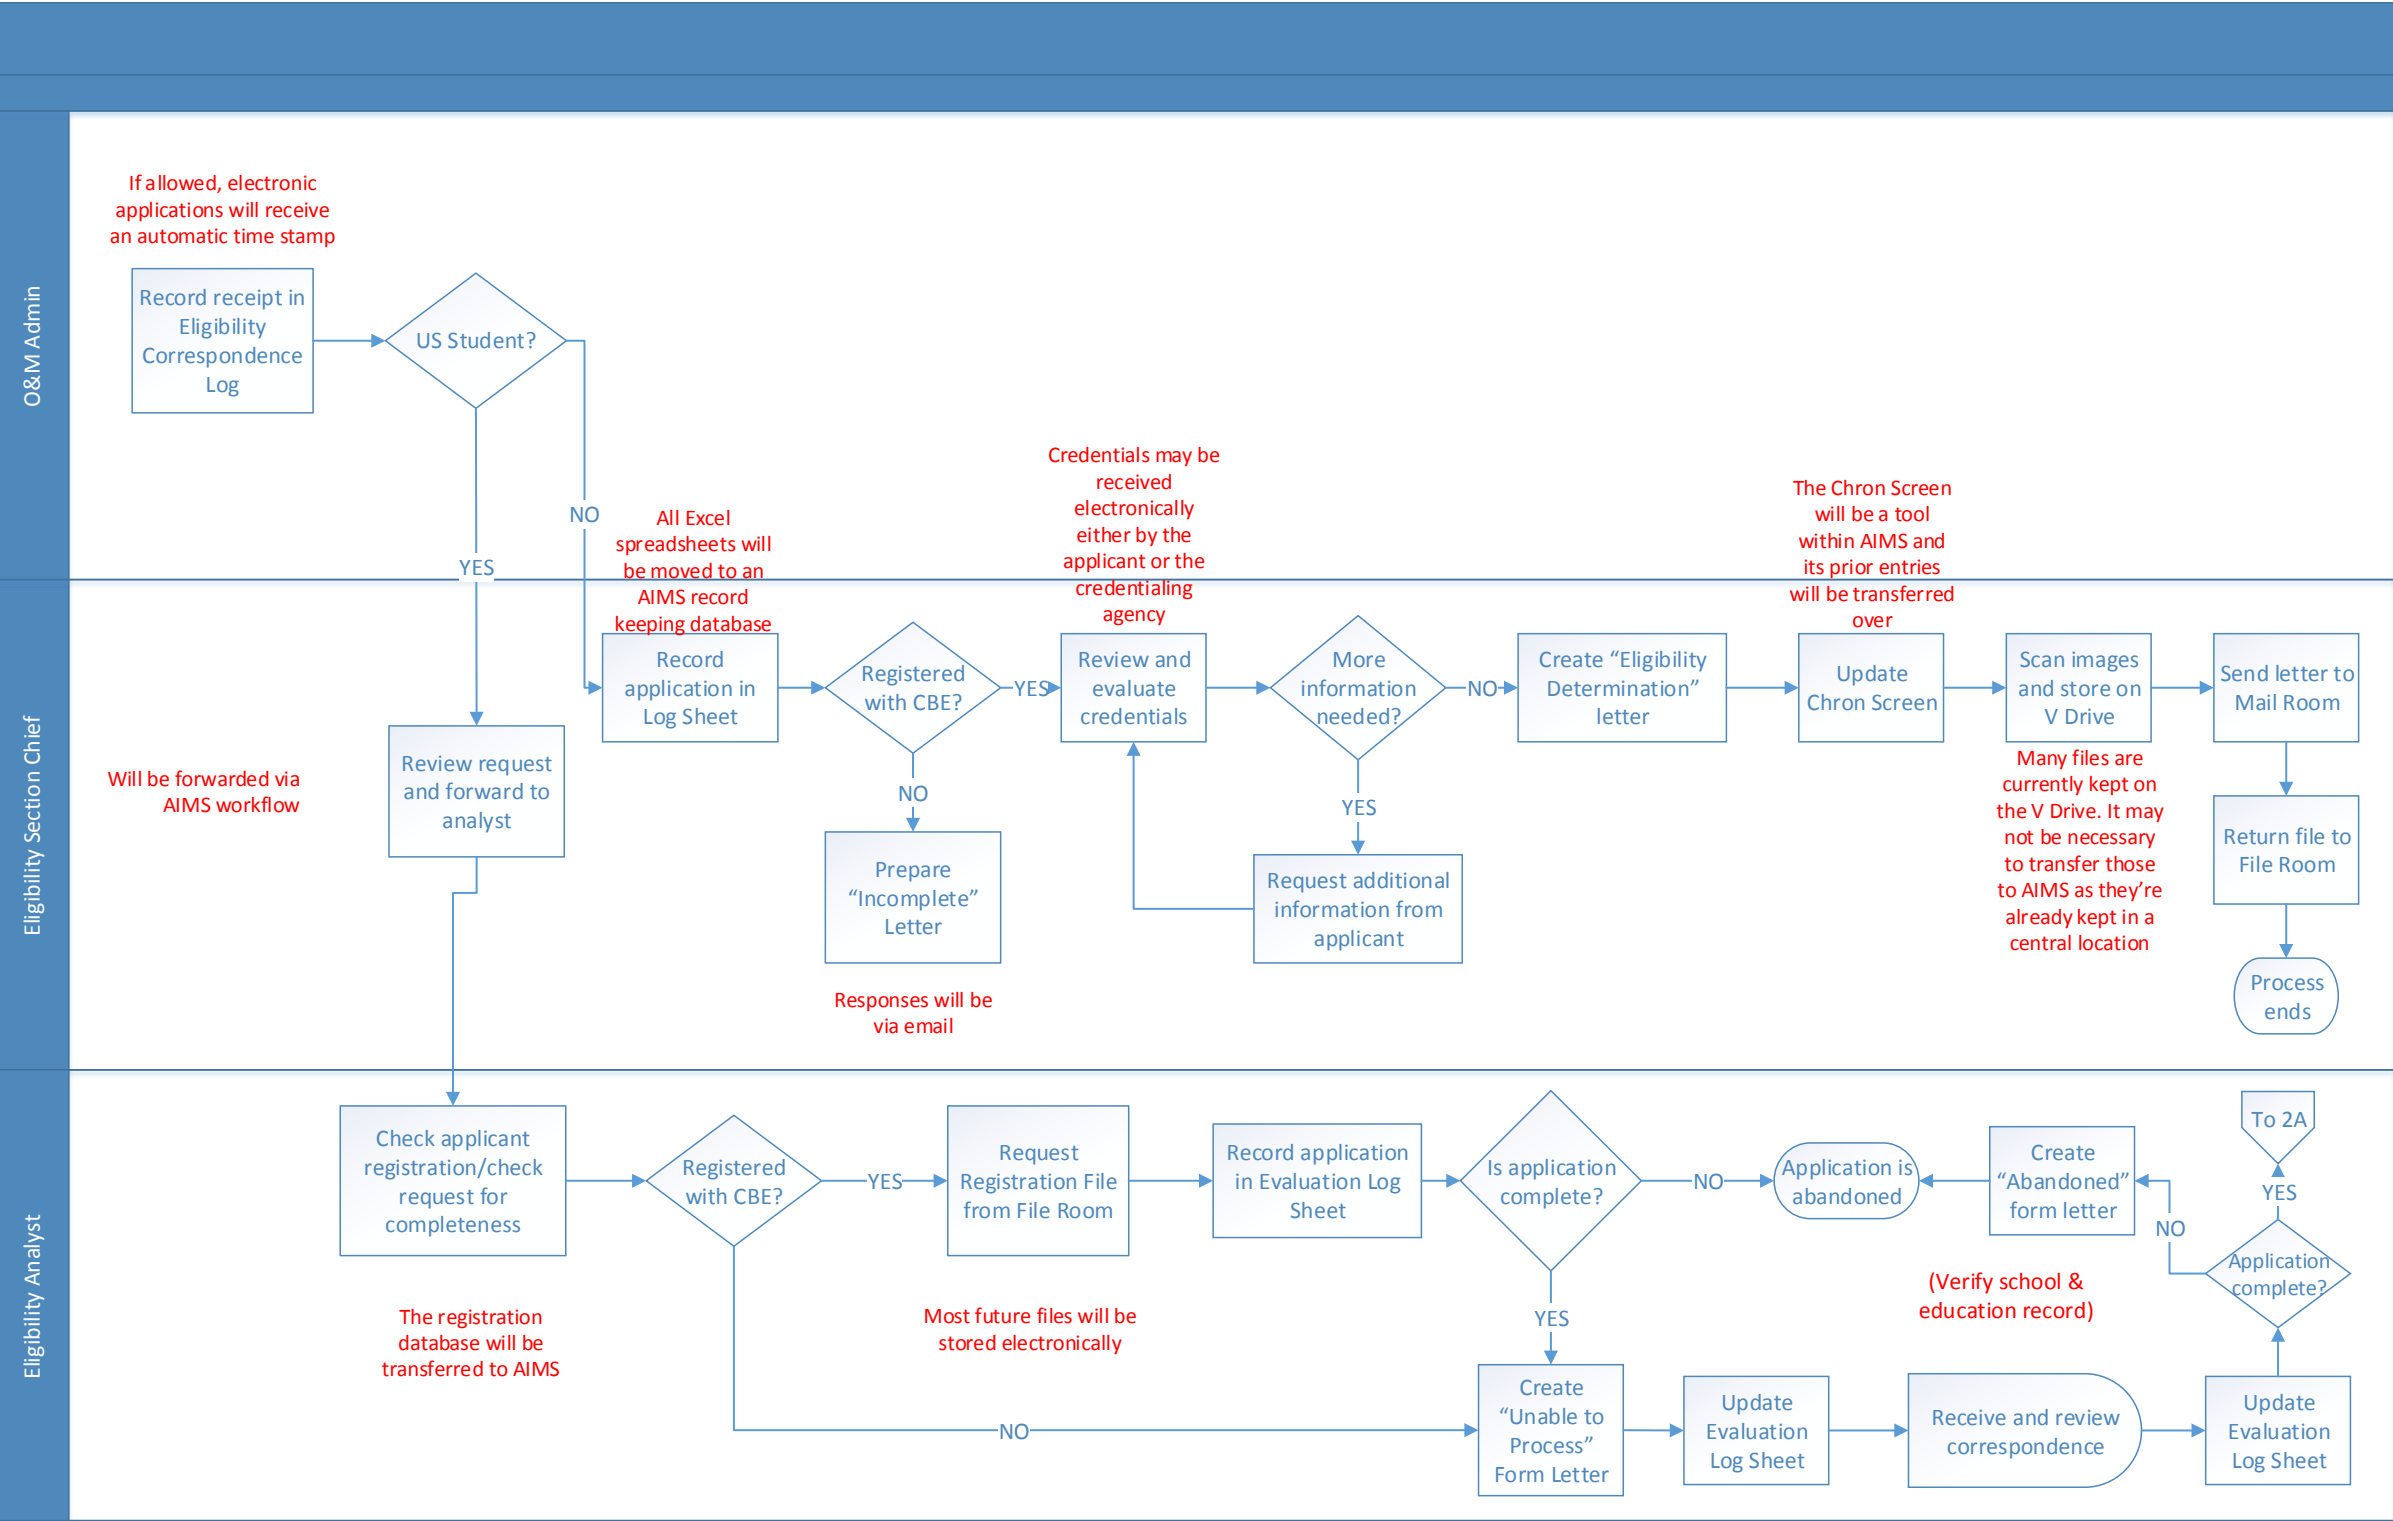 O&M Admin
If allowed, electronic
applications will receive
an automatic time stamp
Record receipt in
Eligibility
Correspondence
Log
US Student?
NO
YES
Eligibility Section Chief
Will be forwarded via
AIMS workflow
Review request
and forward to
analyst
All Excel
spreadsheets will
be moved to an
AIMS record
keeping database
Record
application in
Log Sheet
Registered
with CBE?
YES
NO
Prepare
“Incomplete”
Letter
Responses will be
via email
Credentials may be
received
electronically
either by the
applicant or the
credentialing
agency
Review and
evaluate
credentials
More
information
needed?
NO
YES
Request additional
information from
applicant
Create “Eligibility
Determination”
letter
The Chron Screen
will be a tool
within AIMS and
its prior entries
will be transferred
over
Update
Chron Screen
Scan images
and store on
V Drive
Many files are
currently kept on
the V Drive. It may
not be necessary
to transfer those
to AIMS as they’re
already kept in a
central location
Send letter to
Mail Room
Return file to
File Room
Process
ends
Eligibility Analyst
Check applicant
registration/check
request for
completeness
The registration
database will be
transferred to AIMS
Registered
with CBE?
YES
NO
Request
Registration File
from File Room
Most future files will be
stored electronically
Record application
in Evaluation Log
Sheet
Is application
complete?
NO
YES
Application is
abandoned
Create
“Unable to
Process”
Form Letter
Update
Evaluation
Log Sheet
Receive and review
correspondence
Update
Evaluation
Log Sheet
Application
complete?
NO
YES
Create
“Abandoned”
form letter
(Verify school &
education record)
To 2A